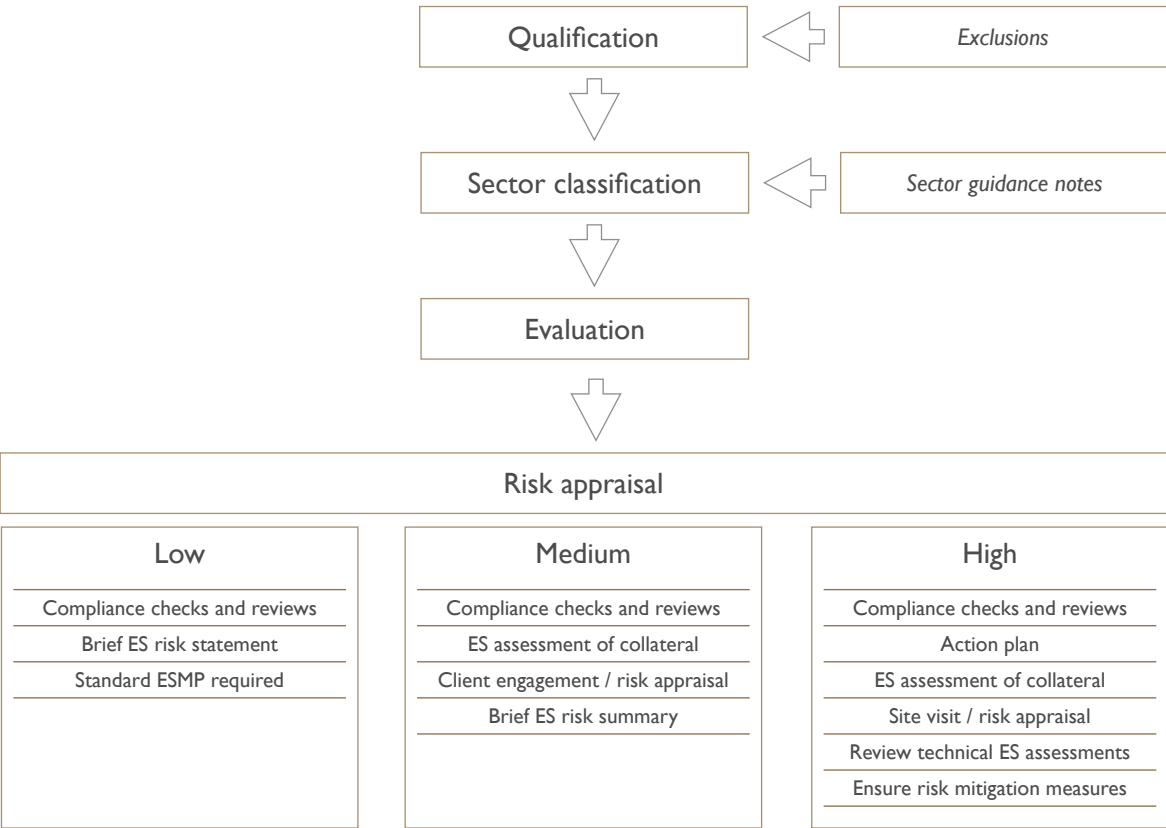 Qualification
Exclusions
Sector classification
Sector guidance notes
Evaluation
Risk appraisal
Low
Compliance checks and reviews
Brief ES risk statement
Standard ESMP required
Medium
Compliance checks and reviews
ES assessment of collateral
Client engagement / risk appraisal
Brief ES risk summary
High
Compliance checks and reviews
Action plan
ES assessment of collateral
Site visit / risk appraisal
Review technical ES assessments
Ensure risk mitigation measures